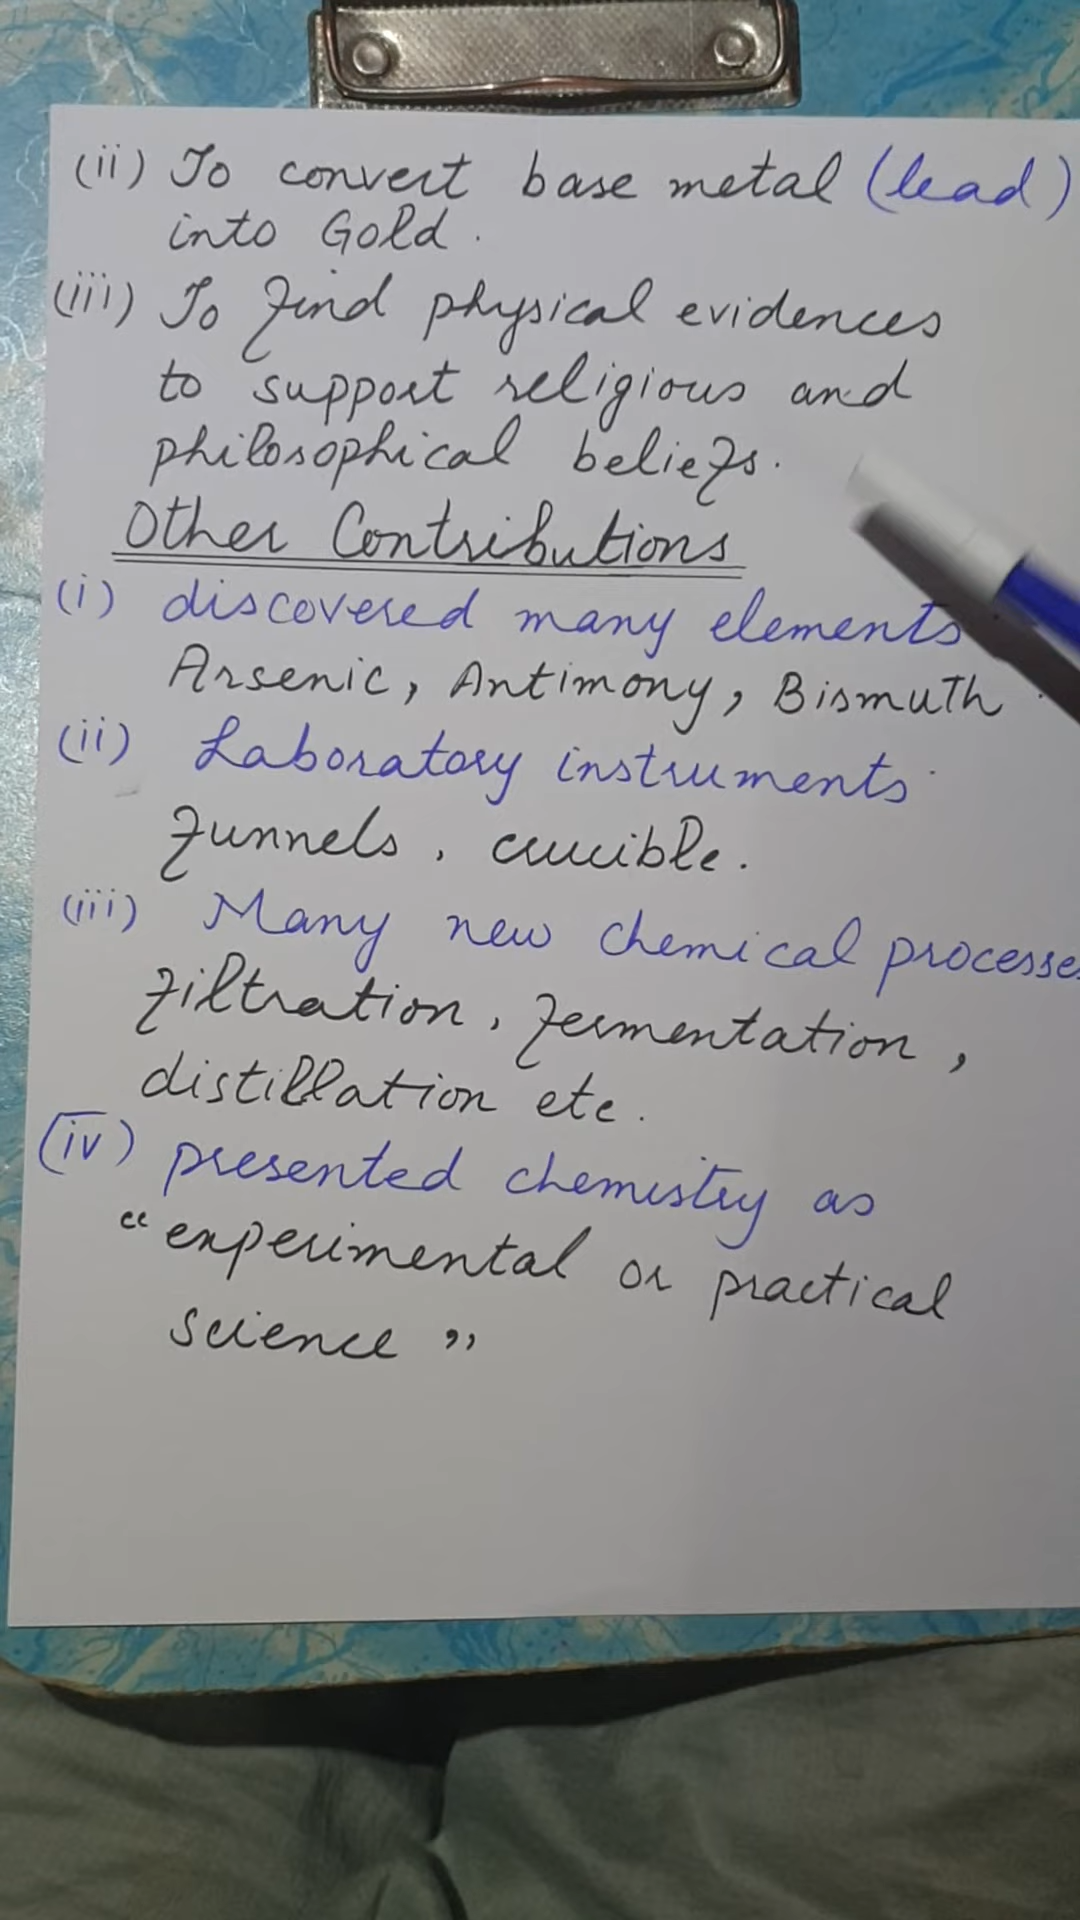 (ii) To convert base metal (lead)
into Gold.
(iii) To find physical evidences
to support religious and
philosophical beliefs.
Other Contributions
(i) discovered many elements
Arsenic, Antimony, Bismuth
(ii) Laboratory instruments
funnels, crucible.
(iii) Many new chemical processes
filtration, fermentation,
distillation etc.
(iv) presented chemistry as
"experimental or practical
science"